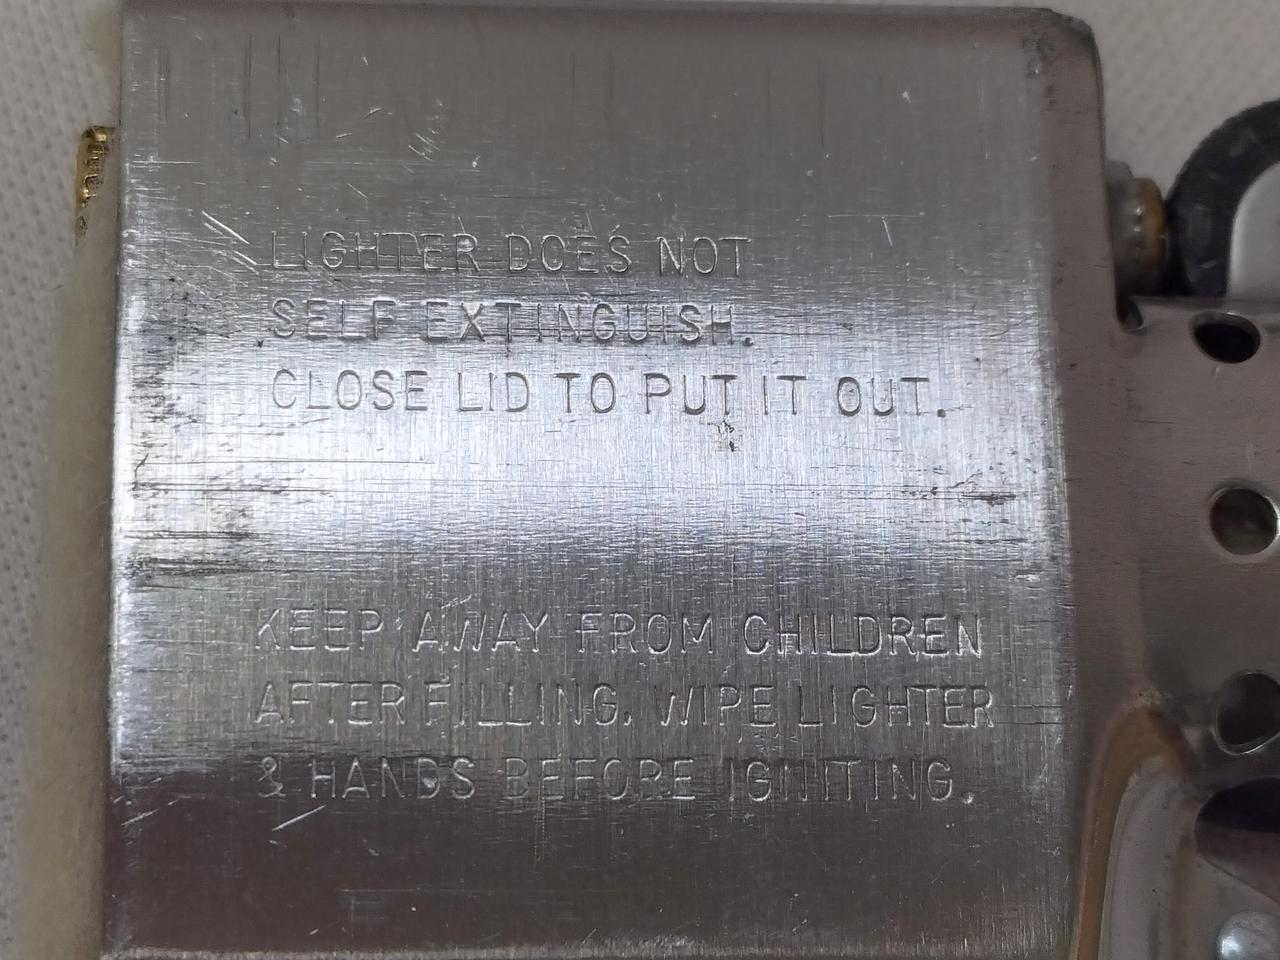 LIGHTER DOES NOT
SELF EXTINGUISH.
CLOSE LID TO PUT IT OUT.
KEEP AWAY FROM CHILDREN
AFTER FILLING, WIPE LIGHTER
& HANDS BEFORE IGNITING.